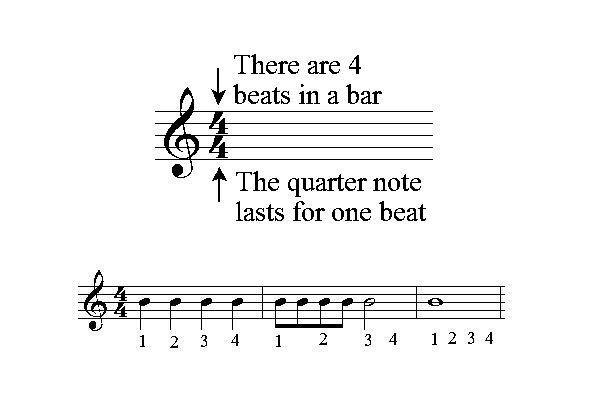 There are 4
beats in a bar
4
4
The quarter note
lasts for one beat
4
4
1 2 3 4 1 2 3 4 1 2 3 4